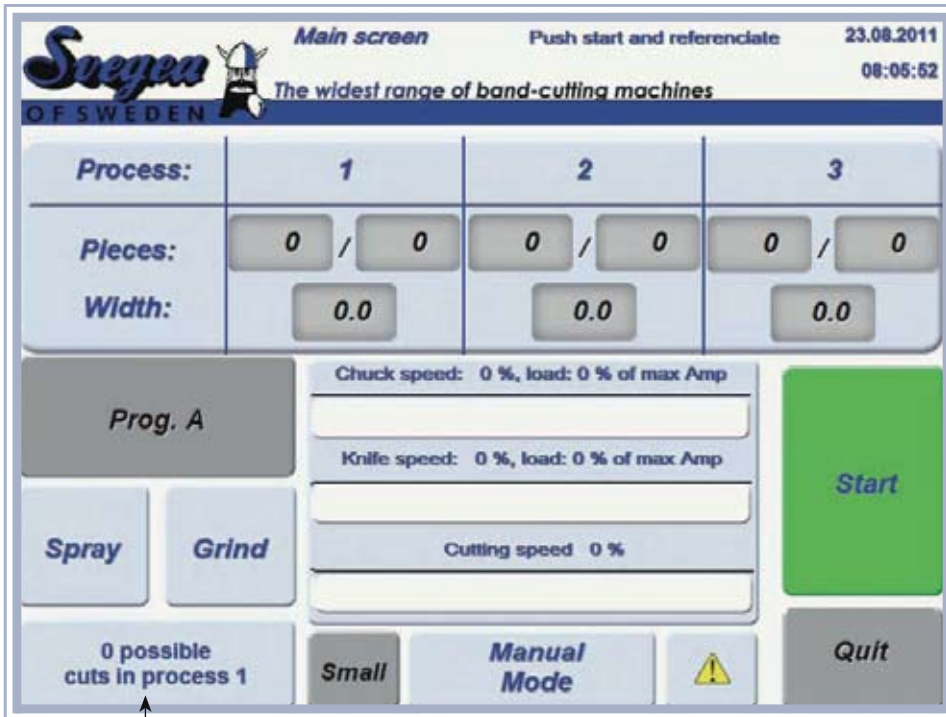 Svegea
OF SWEDEN
Main screen
Push start and referenciate
23.08.2011
08:05:52
The widest range of band-cutting machines
Process: 1 2 3
Pieces: 0 / 0 0 / 0 0 / 0
Width: 0.0 0.0 0.0
Prog. A
Chuck speed: 0 %, load: 0 % of max Amp
Knife speed: 0 %, load: 0 % of max Amp
Cutting speed 0 %
Start
Spray
Grind
0 possible
cuts in process 1
Small
Manual
Mode
Quit